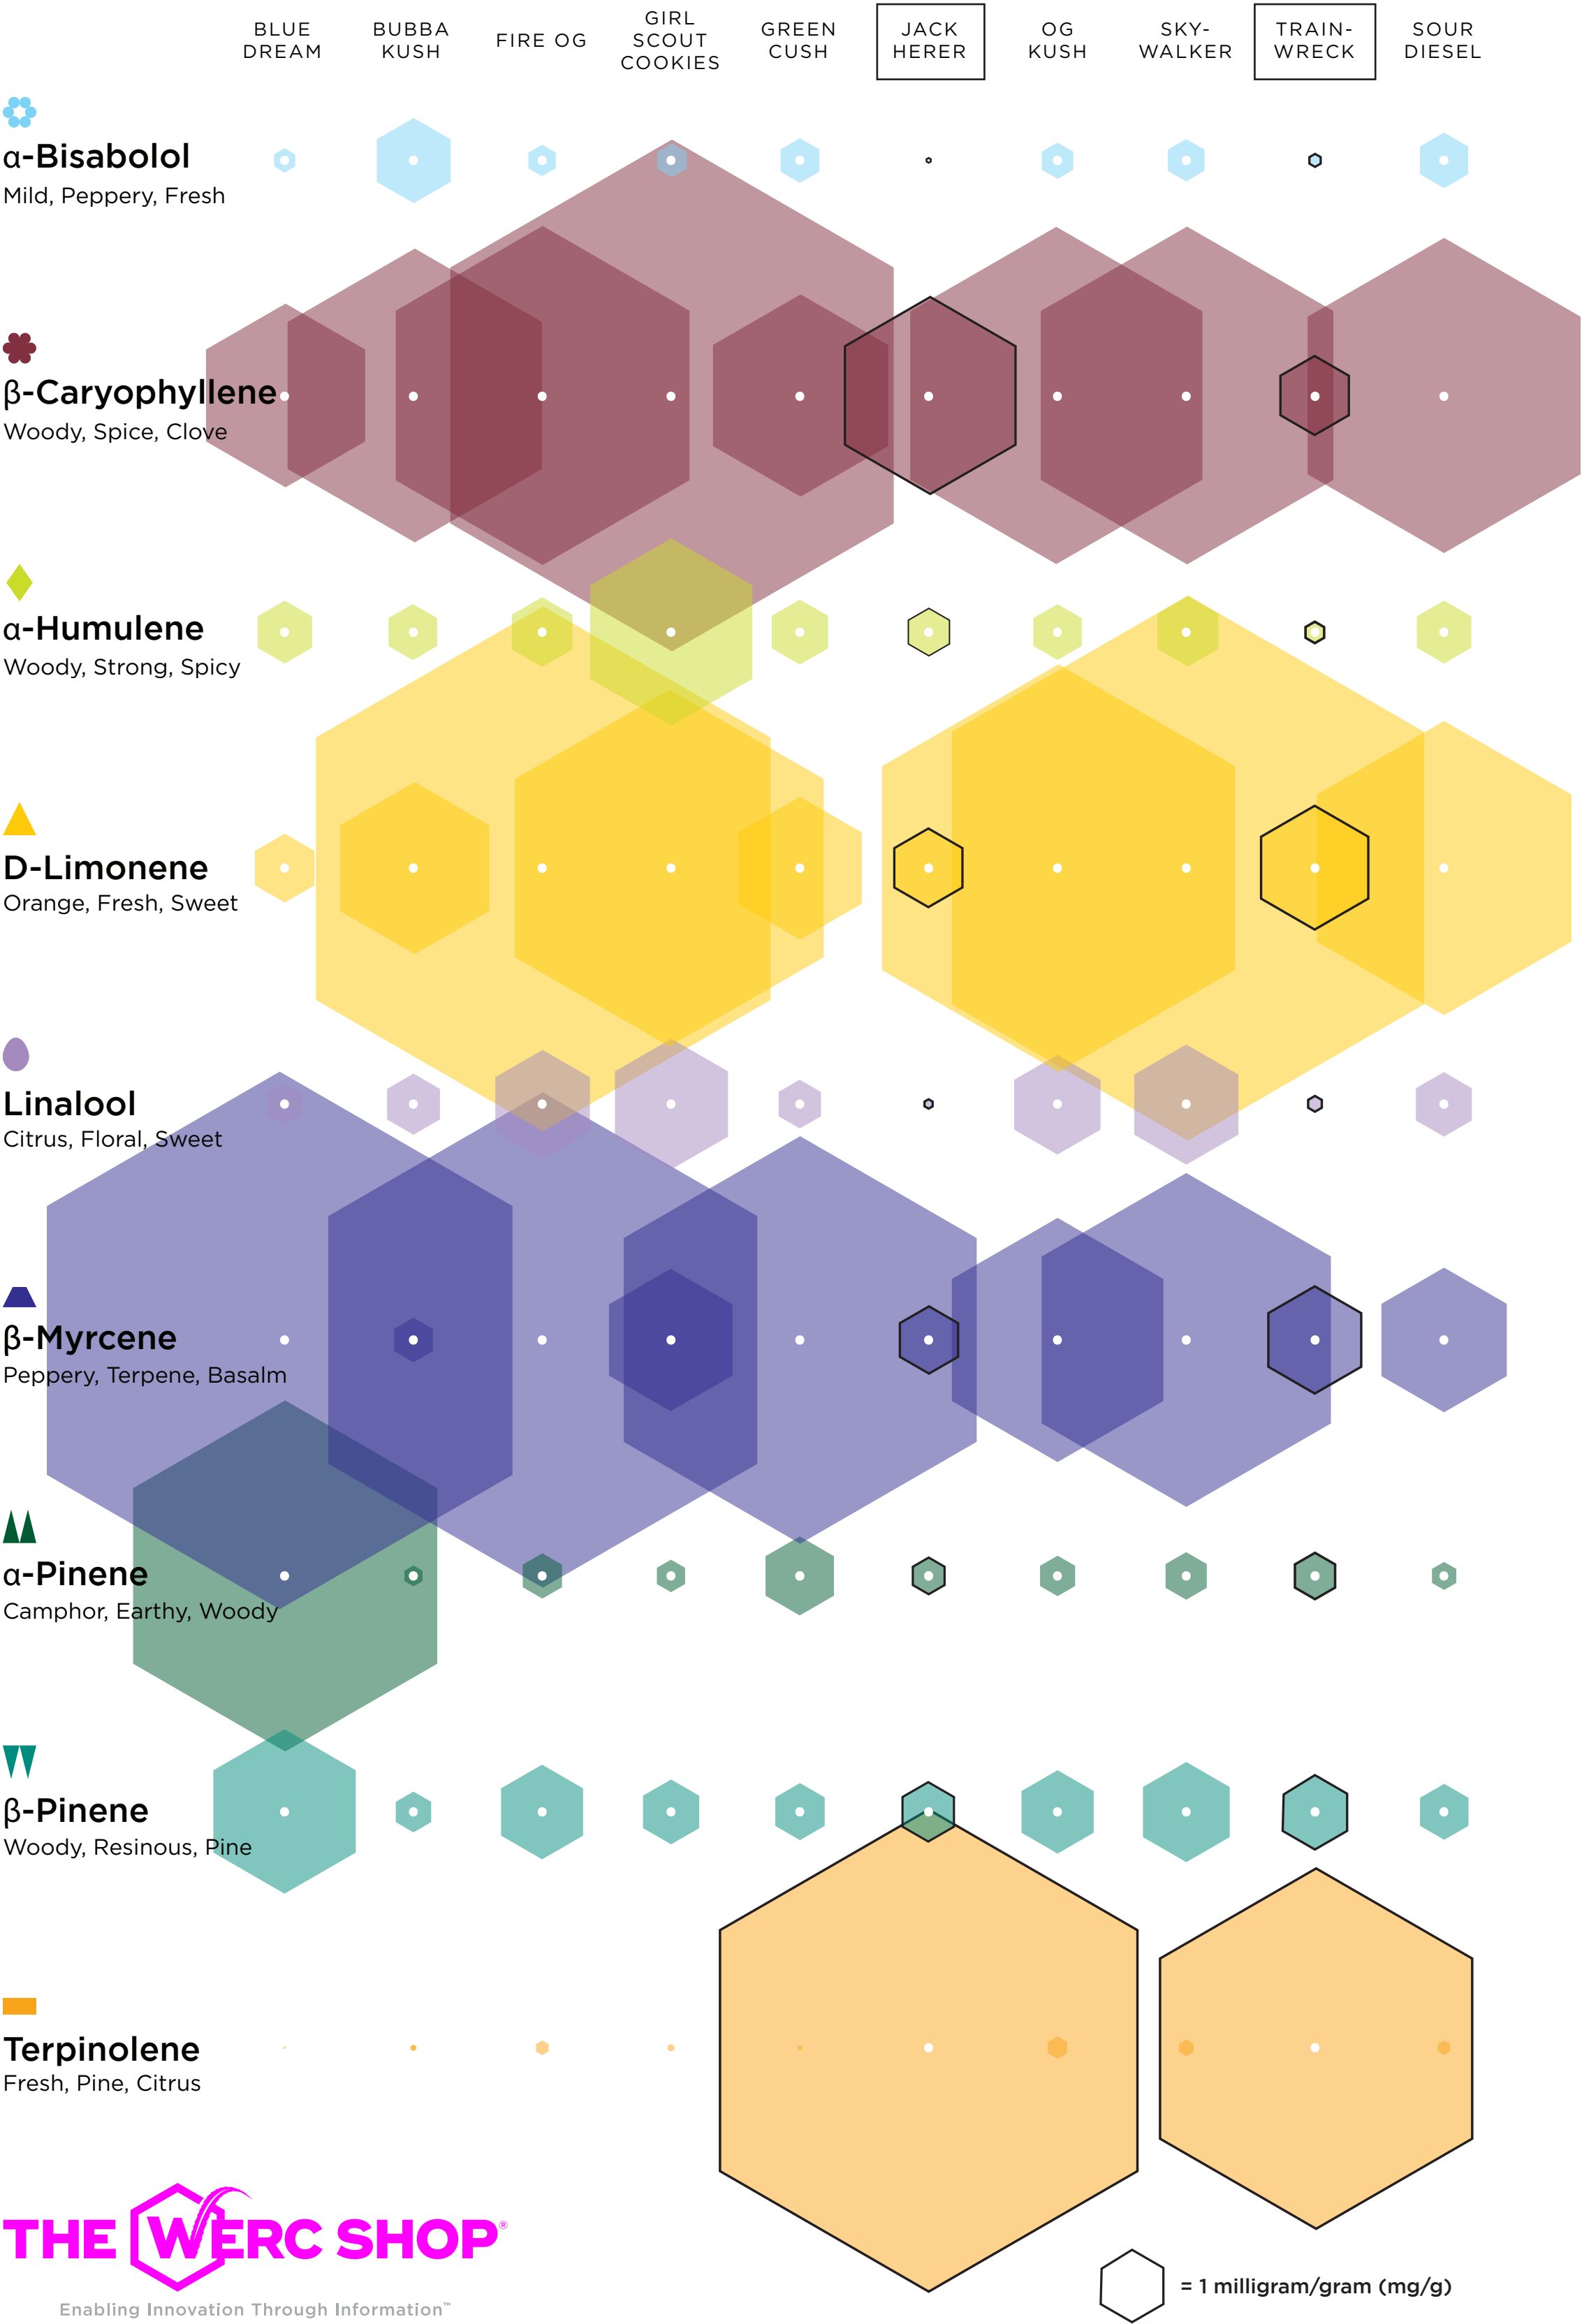 BLUE
DREAM
BUBBA
KUSH
FIRE OG
GIRL
SCOUT
COOKIES
GREEN
CUSH
JACK
HERER
OG
KUSH
SKY-
WALKER
TRAIN-
WRECK
SOUR
DIESEL
α-Bisabolol
Mild, Peppery, Fresh
β-Caryophyllene
Woody, Spice, Clove
α-Humulene
Woody, Strong, Spicy
D-Limonene
Orange, Fresh, Sweet
Linalool
Citrus, Floral, Sweet
β-Myrcene
Peppery, Terpene, Basalm
α-Pinene
Camphor, Earthy, Woody
β-Pinene
Woody, Resinous, Pine
Terpinolene
Fresh, Pine, Citrus
THE WERC SHOP®
Enabling Innovation Through Information™
= 1 milligram/gram (mg/g)